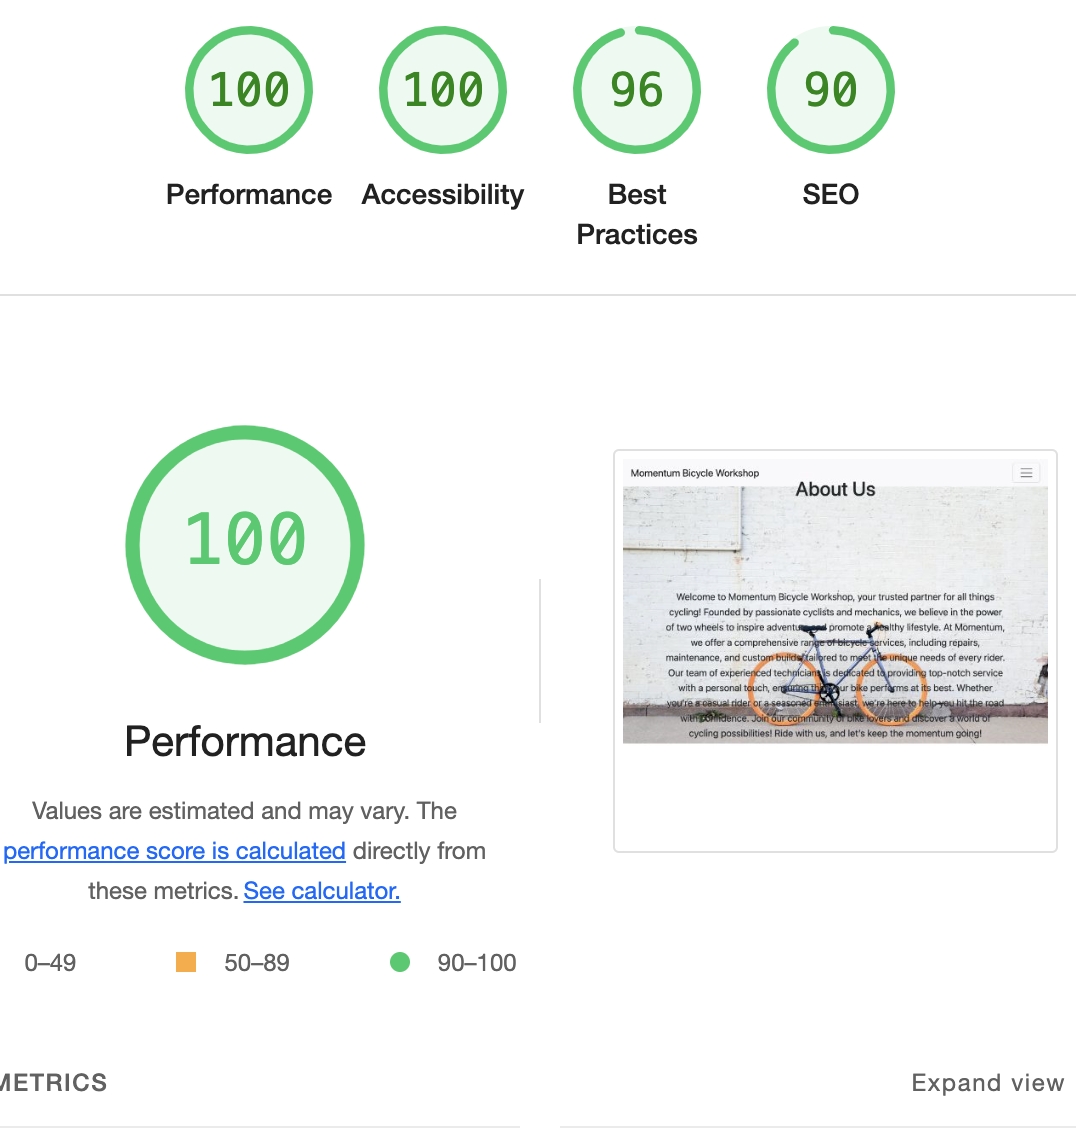 100
100
96
90
Performance
Accessibility
Best
Practices
SEO
100
Performance
Values are estimated and may vary. The
performance score is calculated directly from
these metrics. See calculator.
0–49
50–89
90–100
Momentum Bicycle Workshop
About Us
Welcome to Momentum Bicycle Workshop, your trusted partner for all things
cycling! Founded by passionate cyclists and mechanics, we believe in the power
of two wheels to inspire adventure and promote a healthy lifestyle. At Momentum,
we offer a comprehensive range of bicycle services, including repairs,
maintenance, and custom builds tailored to meet the unique needs of every rider.
Our team of experienced technicians is dedicated to providing top-notch service
with a personal touch, ensuring that your bike performs at its best. Whether
you're a casual rider or a seasoned enthusiast, we're here to help you hit the road
with confidence. Join our community of bike lovers and discover a world of
cycling possibilities! Ride with us, and let's keep the momentum going!
METRICS
Expand view